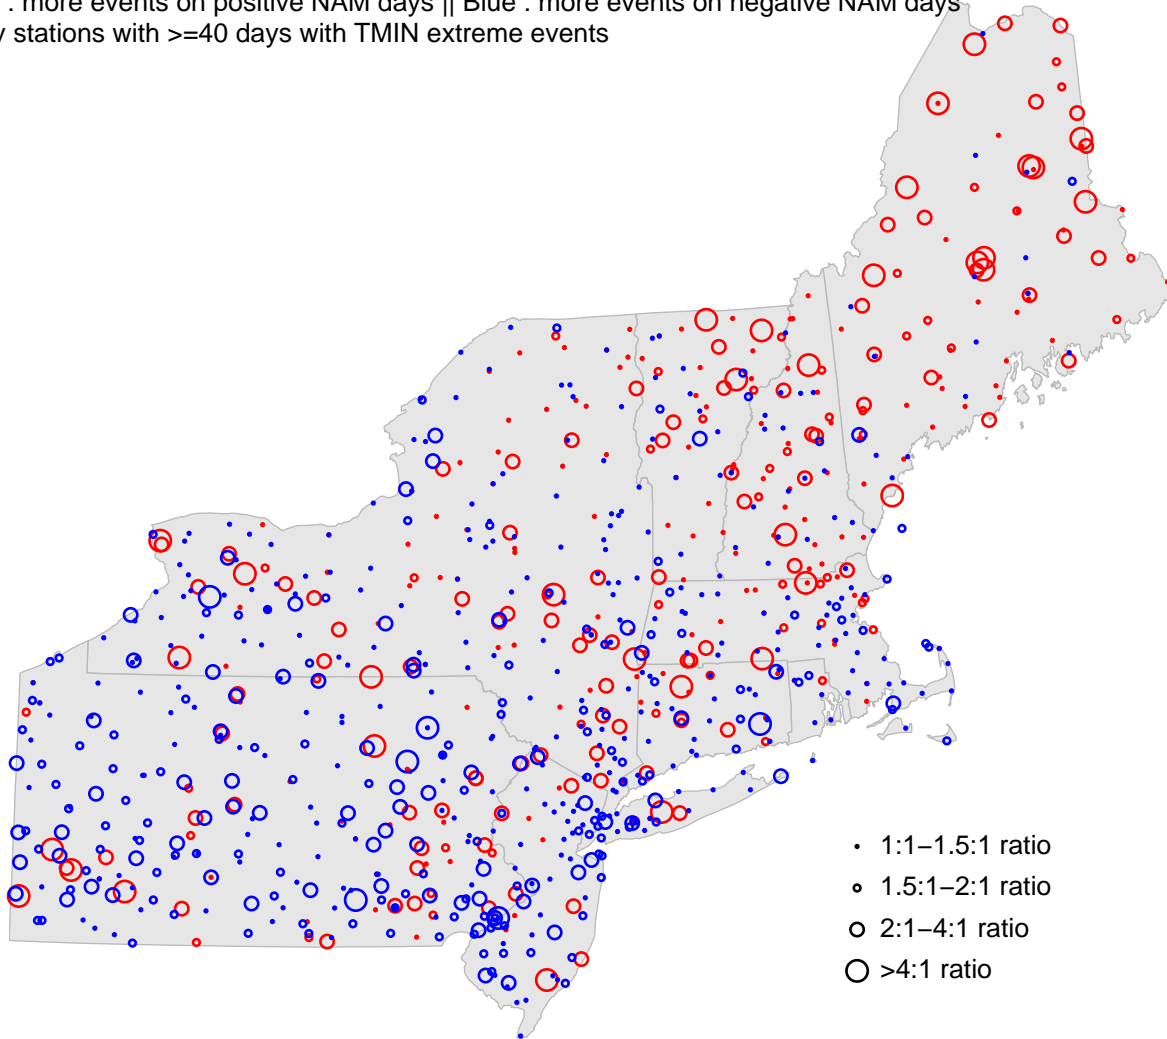 : more events on positive NAM days || Blue : more events on negative NAM days
stations with >=40 days with TMIN extreme events
1:1–1.5:1 ratio
1.5:1–2:1 ratio
2:1–4:1 ratio
>4:1 ratio